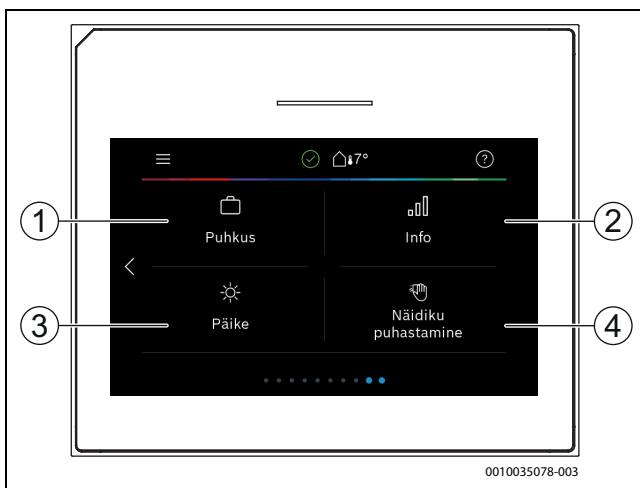 7°
?
1
Puhkus
2
Info
3
Päike
4
Näidiku
puhastamine
0010035078-003